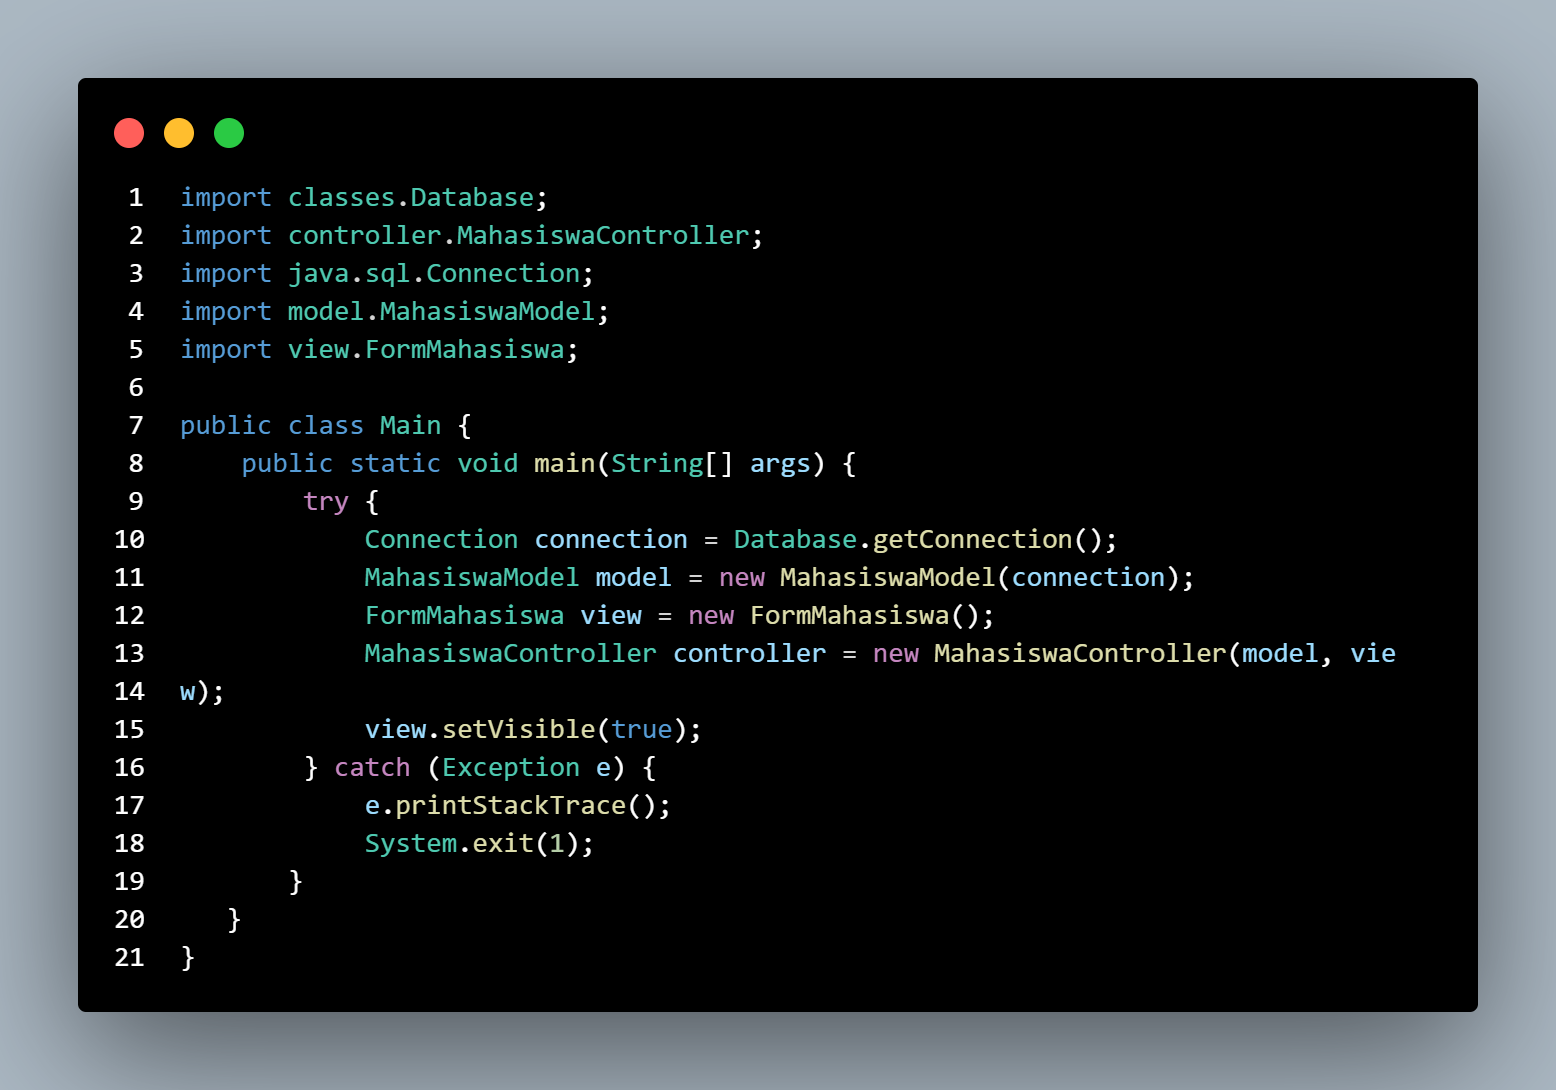 1 import classes.Database;
2 import controller.MahasiswaController;
3 import java.sql.Connection;
4 import model.MahasiswaModel;
5 import view.FormMahasiswa;
6
7 public class Main {
8     public static void main(String[] args) {
9         try {
10             Connection connection = Database.getConnection();
11             MahasiswaModel model = new MahasiswaModel(connection);
12             FormMahasiswa view = new FormMahasiswa();
13             MahasiswaController controller = new MahasiswaController(model, vie
14 w);
15             view.setVisible(true);
16         } catch (Exception e) {
17             e.printStackTrace();
18             System.exit(1);
19        }
20    }
21 }